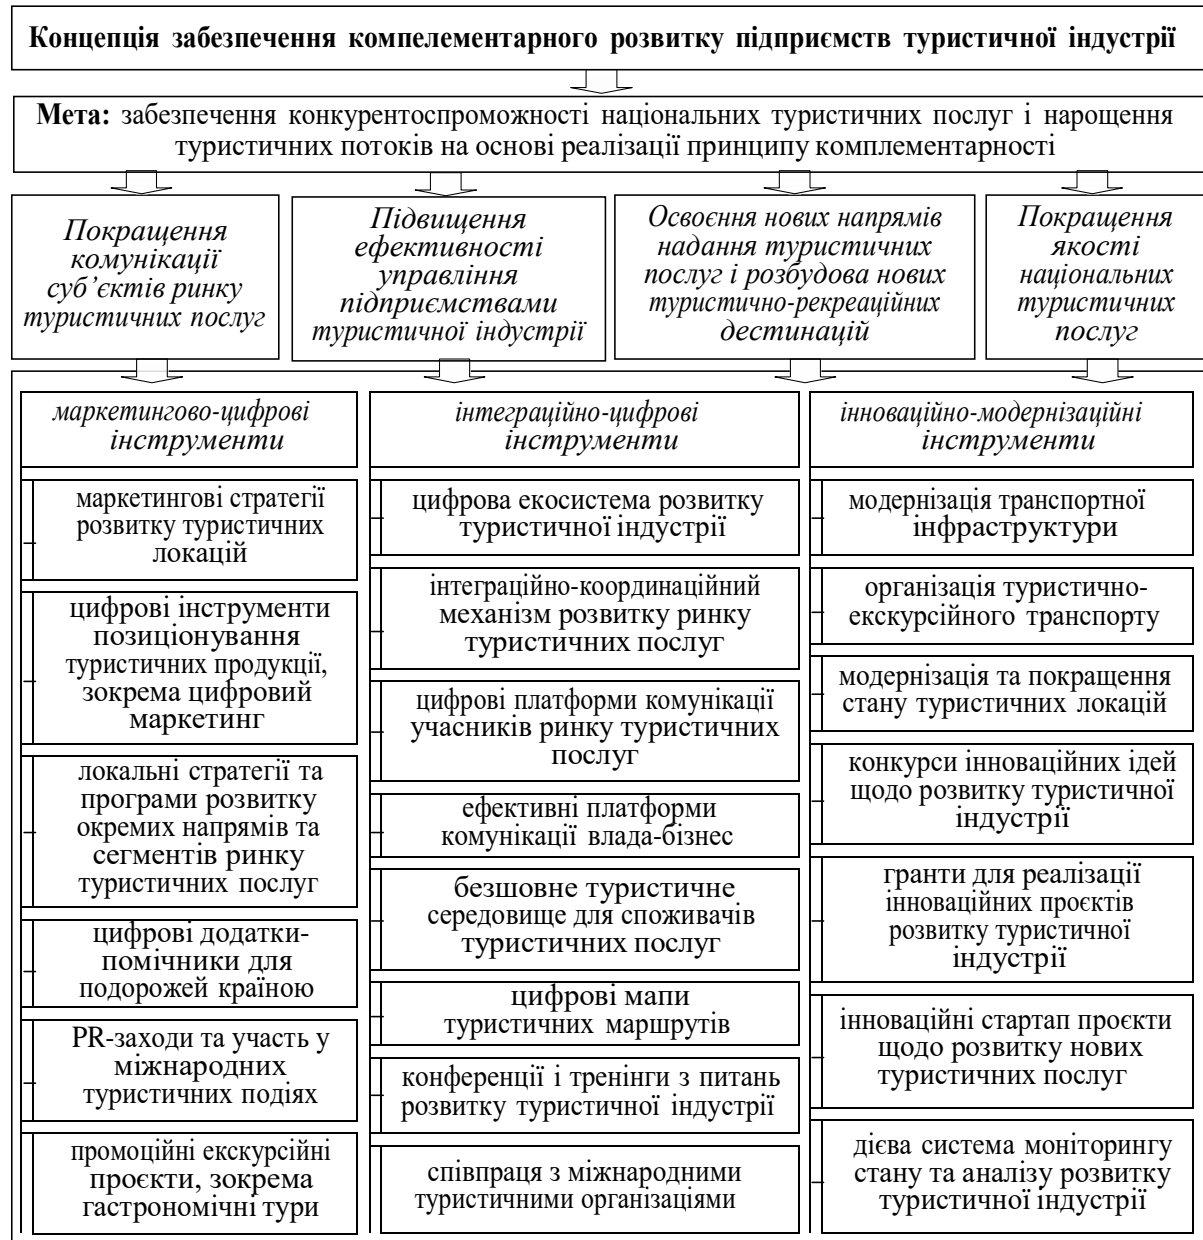 Концепція забезпечення компелементарного розвитку підприємств туристичної індустрії
Мета: забезпечення конкурентоспроможності національних туристичних послуг і нарощення
туристичних потоків на основі реалізації принципу комплементарності
Покращення
комунікації
суб’єктів ринку
туристичних послуг
Підвищення
ефективності
управління
підприємствами
туристичної індустрії
Освоєння нових напрямів
надання туристичних
послуг і розбудова нових
туристично-рекреаційних
дестинацій
Покращення
якості
національних
туристичних
послуг
маркетингово-цифрові
інструменти
маркетингові стратегії
розвитку туристичних
локацій
цифрові інструменти
позиціонування
туристичних продукції,
зокрема цифровий
маркетинг
локальні стратегії та
програми розвитку
окремих напрямів та
сегментів ринку
туристичних послуг
цифрові додатки-
помічники для
подорожей країною
PR-заходи та участь у
міжнародних
туристичних подіях
промоційні екскурсійні
проєкти, зокрема
гастрономічні тури
інтеграційно-цифрові
інструменти
цифрова екосистема розвитку
туристичної індустрії
інтеграційно-координаційний
механізм розвитку ринку
туристичних послуг
цифрові платформи комунікації
учасників ринку туристичних
послуг
ефективні платформи
комунікації влада-бізнес
безшовне туристичне
середовище для споживачів
туристичних послуг
цифрові мапи
туристичних маршрутів
конференції і тренінги з питань
розвитку туристичної індустрії
співпраця з міжнародними
туристичними організаціями
інноваційно-модернізаційні
інструменти
модернізація транспортної
інфраструктури
організація туристично-
екскурсійного транспорту
модернізація та покращення
стану туристичних локацій
конкурси інноваційних ідей
щодо розвитку туристичної
індустрії
гранти для реалізації
інноваційних проєктів
розвитку туристичної
індустрії
інноваційні стартап проєкти
щодо розвитку нових
туристичних послуг
дієва система моніторингу
стану та аналізу розвитку
туристичної індустрії